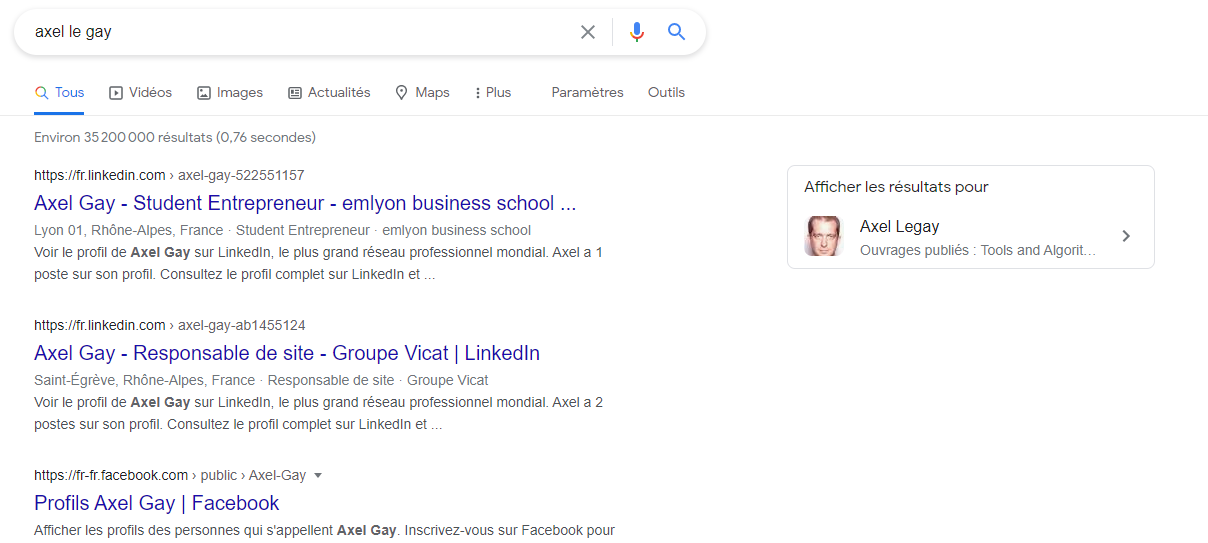 axel le gay
Tous Vidéos Images Actualités Maps Plus Paramètres Outils
Environ 35 200 000 résultats (0,76 secondes)
https://fr.linkedin.com › axel-gay-522551157
Axel Gay - Student Entrepreneur - emlyon business school ...
Lyon 01, Rhône-Alpes, France · Student Entrepreneur · emlyon business school
Voir le profil de Axel Gay sur LinkedIn, le plus grand réseau professionnel mondial. Axel a 1
poste sur son profil. Consultez le profil complet sur LinkedIn et ...
https://fr.linkedin.com › axel-gay-ab1455124
Axel Gay - Responsable de site - Groupe Vicat | LinkedIn
Saint-Égrève, Rhône-Alpes, France · Responsable de site · Groupe Vicat
Voir le profil de Axel Gay sur LinkedIn, le plus grand réseau professionnel mondial. Axel a 2
postes sur son profil. Consultez le profil complet sur LinkedIn et ...
https://fr-fr.facebook.com › public › Axel-Gay
Profils Axel Gay | Facebook
Afficher les profils des personnes qui s'appellent Axel Gay. Inscrivez-vous sur Facebook pour
Afficher les résultats pour
Axel Legay
Ouvrages publiés : Tools and Algorit...